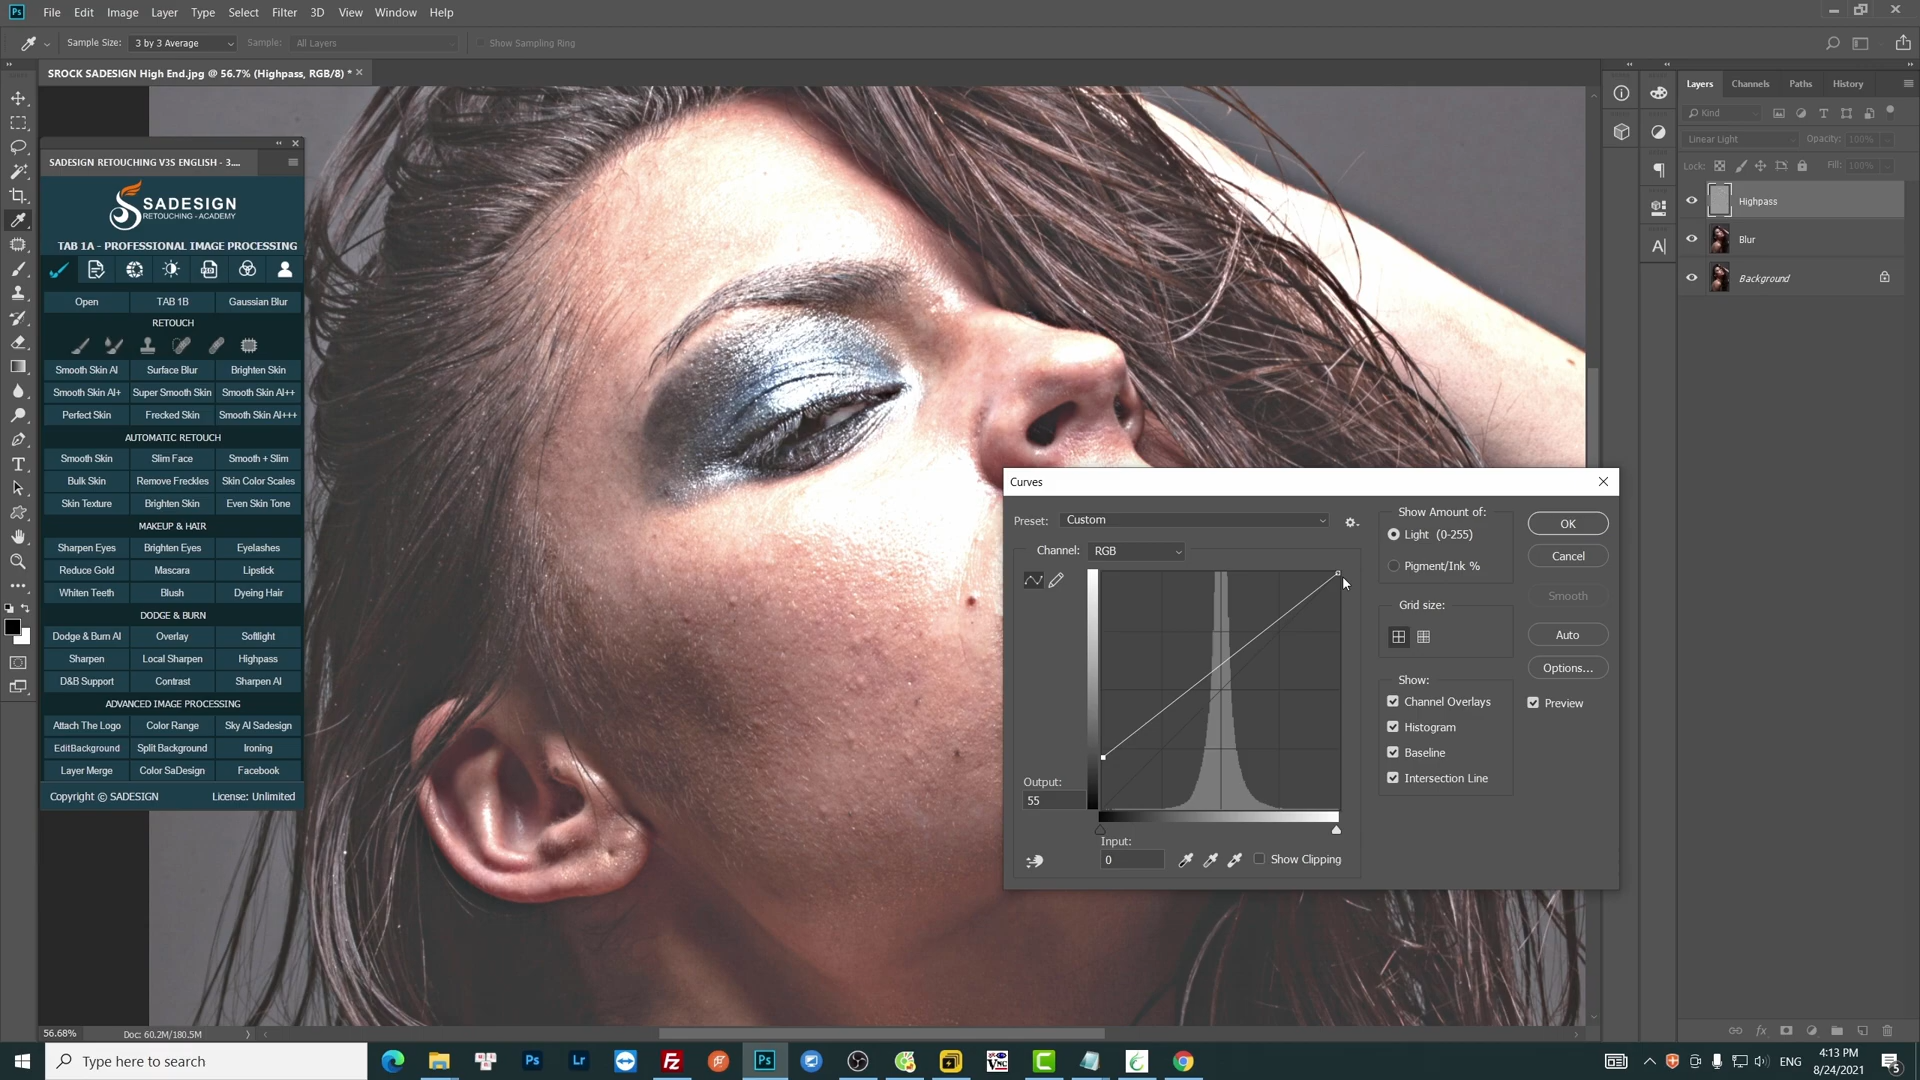 Ps File Edit Image Layer Type Select Filter 3D View Window Help
Sample Size: 3 by 3 Average Sample: All Layers Show Sampling Ring
SROCK SADESIGN High End.jpg @ 56.7% (Highpass, RGB/8) *
SADESIGN RETOUCHING V3S ENGLISH - 3....
SADESIGN
RETOUCHING - ACADEMY
TAB 1A - PROFESSIONAL IMAGE PROCESSING
Open TAB 1B Gaussian Blur
RETOUCH
Smooth Skin AI Surface Blur Brighten Skin
Smooth Skin AI+ Super Smooth Skin Smooth Skin AI++
Perfect Skin Frecked Skin Smooth Skin AI+++
AUTOMATIC RETOUCH
Smooth Skin Slim Face Smooth + Slim
Bulk Skin Remove Freckles Skin Color Scales
Skin Texture Brighten Skin Even Skin Tone
MAKEUP & HAIR
Sharpen Eyes Brighten Eyes Eyelashes
Reduce Gold Mascara Lipstick
Whiten Teeth Blush Dyeing Hair
DODGE & BURN
Dodge & Burn AI Overlay Softlight
Sharpen Local Sharpen Highpass
D&B Support Contrast Sharpen AI
ADVANCED IMAGE PROCESSING
Attach The Logo Color Range Sky AI Sadesign
EditBackground Split Background Ironing
Layer Merge Color SaDesign Facebook
Copyright © SADESIGN License: Unlimited
Curves
Preset: Custom
Channel: RGB
Output:
55
Input:
0
Show Clipping
Show Amount of:
Light (0-255)
Pigment/Ink %
Grid size:
Show:
Channel Overlays
Histogram
Baseline
Intersection Line
OK
Cancel
Smooth
Auto
Options...
Preview
Layers Channels Paths History
Kind
Linear Light Opacity: 100%
Lock: Fill: 100%
Highpass
Blur
Background
56.68% Doc: 60.2M/180.5M
Type here to search
ENG
4:13 PM
8/24/2021
5